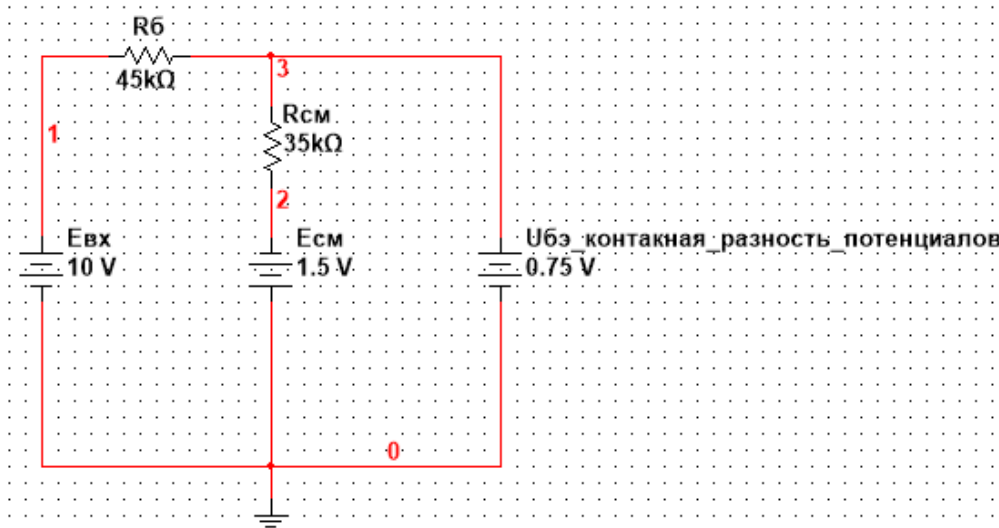 Rб
45kΩ
3
Rсм
35kΩ
1
2
Eвх
10 V
Eсм
1.5 V
Uбэ_контакная_разность_потенциалов
0.75 V
0